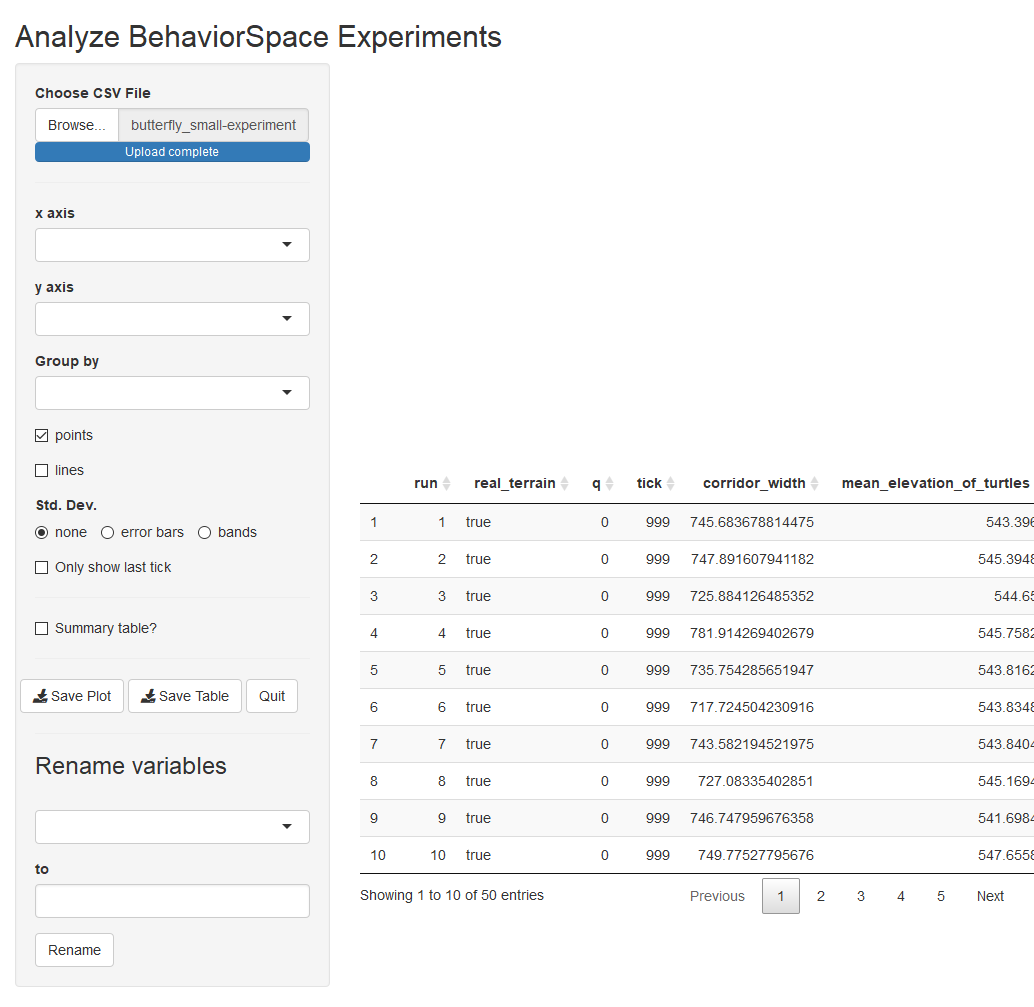 Analyze BehaviorSpace Experiments
Choose CSV File
Browse... butterfly_small-experiment
Upload complete
x axis
y axis
Group by
points
lines
Std. Dev.
none error bars bands
Only show last tick
Summary table?
Save Plot Save Table Quit
Rename variables
to
Rename
run real_terrain q tick corridor_width mean_elevation_of_turtles
1 1 true 0 999 745.683678814475 543.396
2 2 true 0 999 747.891607941182 545.3948
3 3 true 0 999 725.884126485352 544.65
4 4 true 0 999 781.914269402679 545.7582
5 5 true 0 999 735.754285651947 543.8162
6 6 true 0 999 717.724504230916 543.8348
7 7 true 0 999 743.582194521975 543.8404
8 8 true 0 999 727.08335402851 545.1694
9 9 true 0 999 746.747959676358 541.6984
10 10 true 0 999 749.77527795676 547.6558
Showing 1 to 10 of 50 entries
Previous 1 2 3 4 5 Next